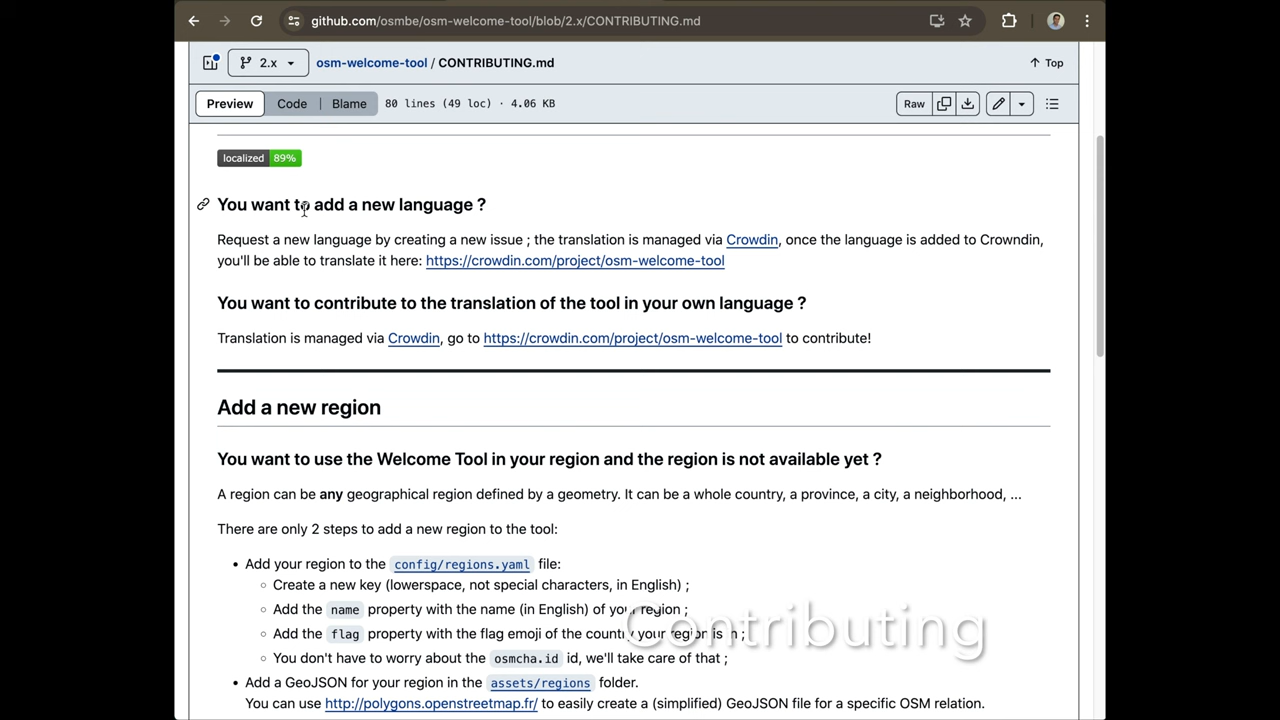 github.com/osmbe/osm-welcome-tool/blob/2.x/CONTRIBUTING.md
2.x
osm-welcome-tool / CONTRIBUTING.md
Top
Preview
Code
Blame
80 lines (49 loc) · 4.06 KB
Raw
localized 89%
You want to add a new language ?
Request a new language by creating a new issue ; the translation is managed via Crowdin, once the language is added to Crowndin,
you'll be able to translate it here: https://crowdin.com/project/osm-welcome-tool
You want to contribute to the translation of the tool in your own language ?
Translation is managed via Crowdin, go to https://crowdin.com/project/osm-welcome-tool to contribute!
Add a new region
You want to use the Welcome Tool in your region and the region is not available yet ?
A region can be any geographical region defined by a geometry. It can be a whole country, a province, a city, a neighborhood, ...
There are only 2 steps to add a new region to the tool:
• Add your region to the config/regions.yaml file:
◦ Create a new key (lowerspace, not special characters, in English) ;
◦ Add the name property with the name (in English) of your region ;
◦ Add the flag property with the flag emoji of the country your region is in ;
Contributing
◦ You don't have to worry about the osmcha.id id, we'll take care of that ;
• Add a GeoJSON for your region in the assets/regions folder.
You can use http://polygons.openstreetmap.fr/ to easily create a (simplified) GeoJSON file for a specific OSM relation.